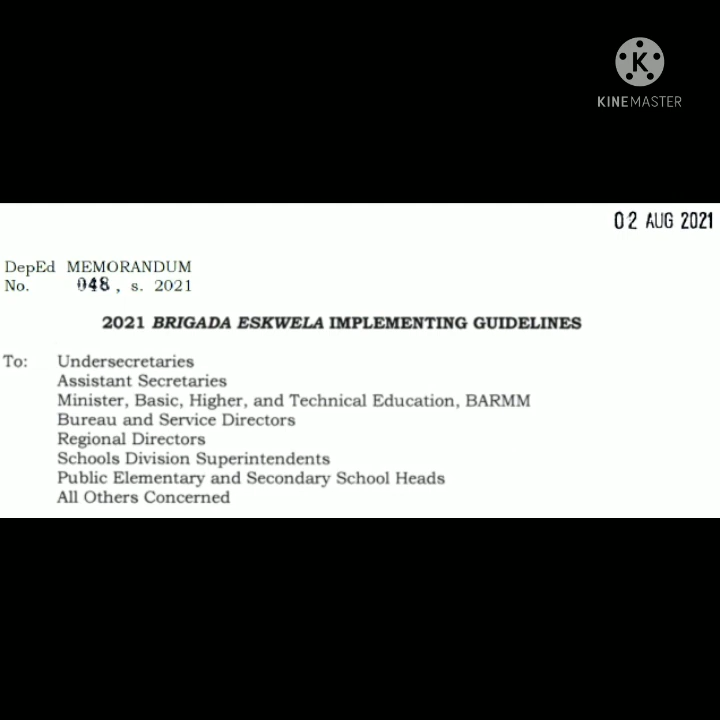 KINEMASTER
02 AUG 2021
DepEd MEMORANDUM
No. 048, s. 2021
2021 BRIGADA ESKWELA IMPLEMENTING GUIDELINES
To: Undersecretaries
Assistant Secretaries
Minister, Basic, Higher, and Technical Education, BARMM
Bureau and Service Directors
Regional Directors
Schools Division Superintendents
Public Elementary and Secondary School Heads
All Others Concerned